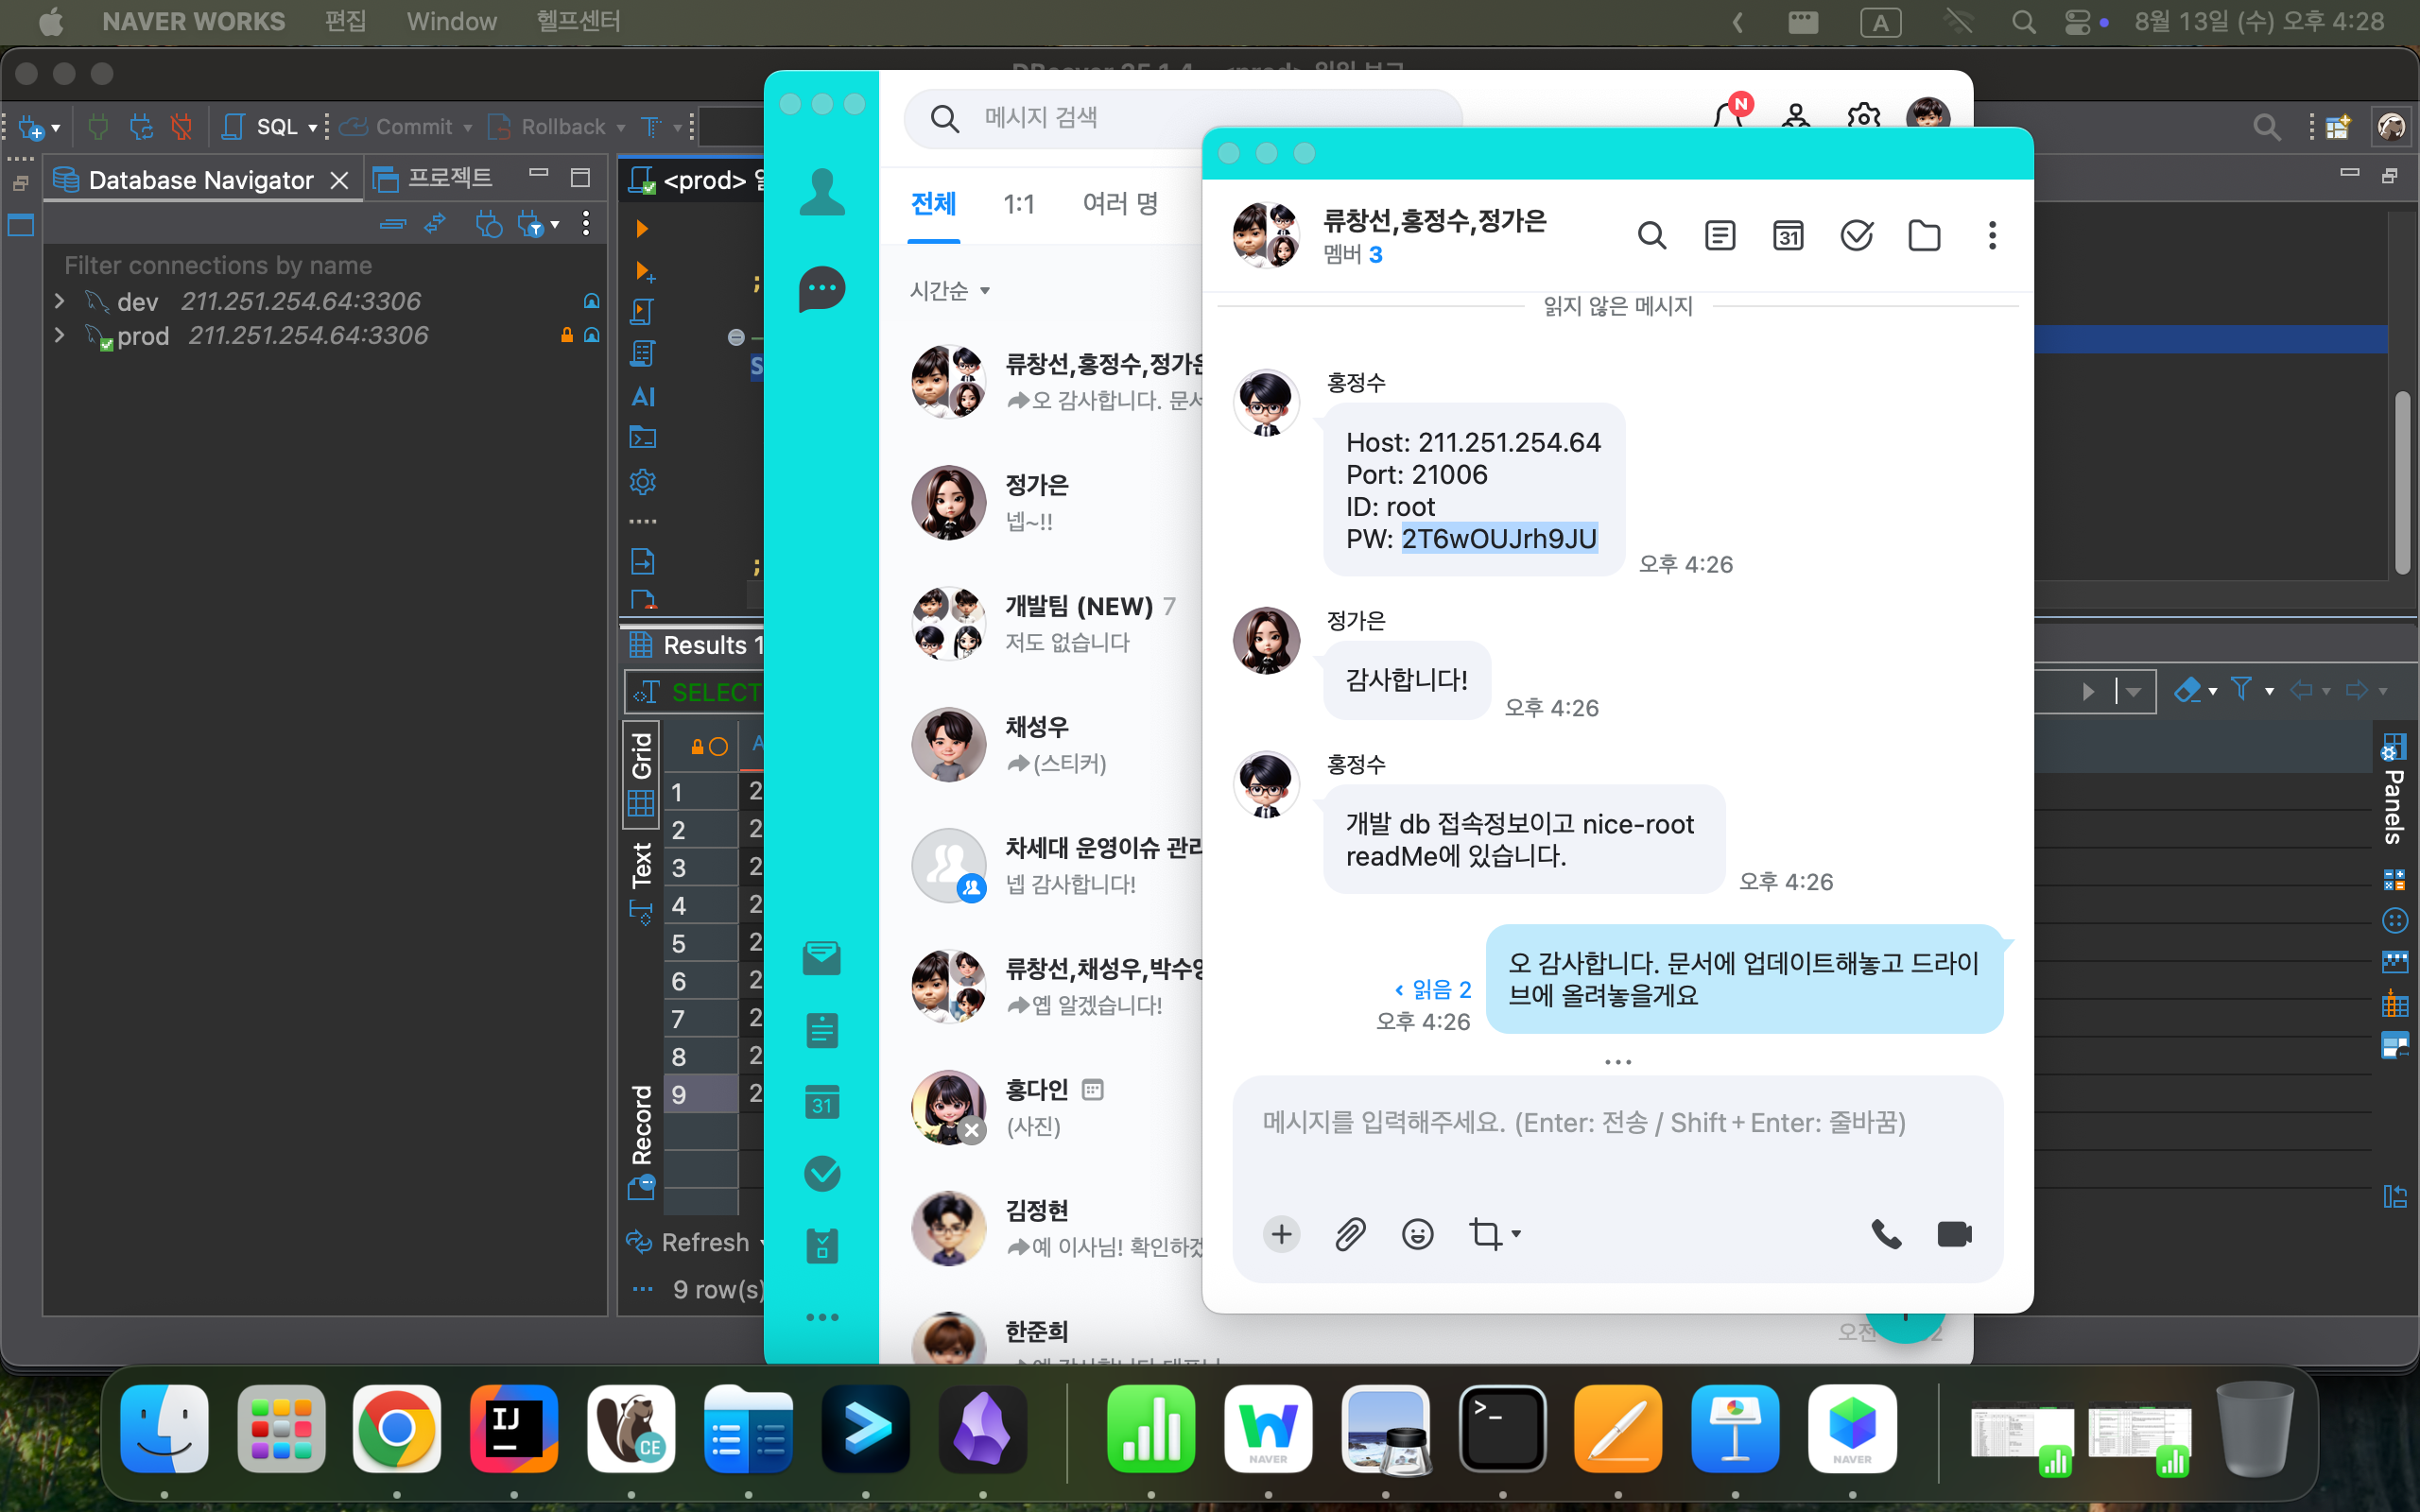 NAVER WORKS 편집 Window 헬프센터
A 8월 13일 (수) 오후 4:28
SQL Commit Rollback
Database Navigator 프로젝트
Filter connections by name
dev 211.251.254.64:3306
prod 211.251.254.64:3306
<prod>
AI
Results 1
SELECT
Grid
Text
Record
1
2
3
4
5
6
7
8
9
Refresh
9 row(s)
Panels
메시지 검색
N
전체 1:1 여러 명
시간순
류창선,홍정수,정가은
오 감사합니다. 문서
정가은
넵~!!
개발팀 (NEW) 7
저도 없습니다
채성우
(스티커)
차세대 운영이슈 관리
넵 감사합니다!
류창선,채성우,박수영
옙 알겠습니다!
홍다인
(사진)
김정현
예 이사님! 확인하겠
한준희
31
류창선,홍정수,정가은
멤버 3
31
읽지 않은 메시지
홍정수
Host: 211.251.254.64
Port: 21006
ID: root
PW: 2T6wOUJrh9JU
오후 4:26
정가은
감사합니다!
오후 4:26
홍정수
개발 db 접속정보이고 nice-root
readMe에 있습니다.
오후 4:26
오 감사합니다. 문서에 업데이트해놓고 드라이
브에 올려놓을게요
읽음 2
오후 4:26
메시지를 입력해주세요. (Enter: 전송 / Shift+Enter: 줄바꿈)
IJ
CE
NAVER
>_
NAVER